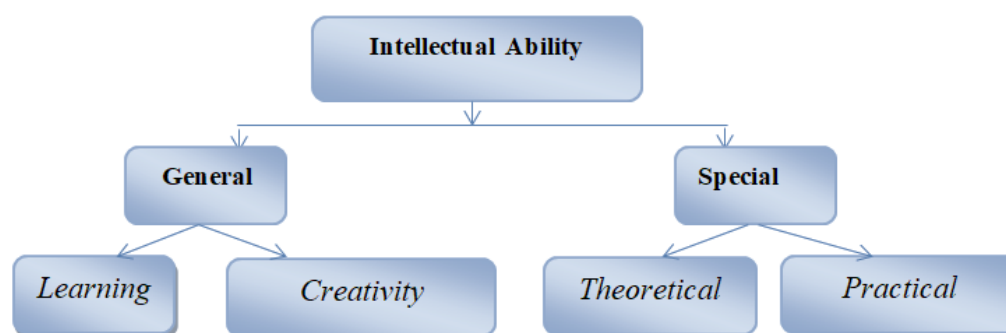 Intellectual Ability
General
Special
Learning
Creativity
Theoretical
Practical